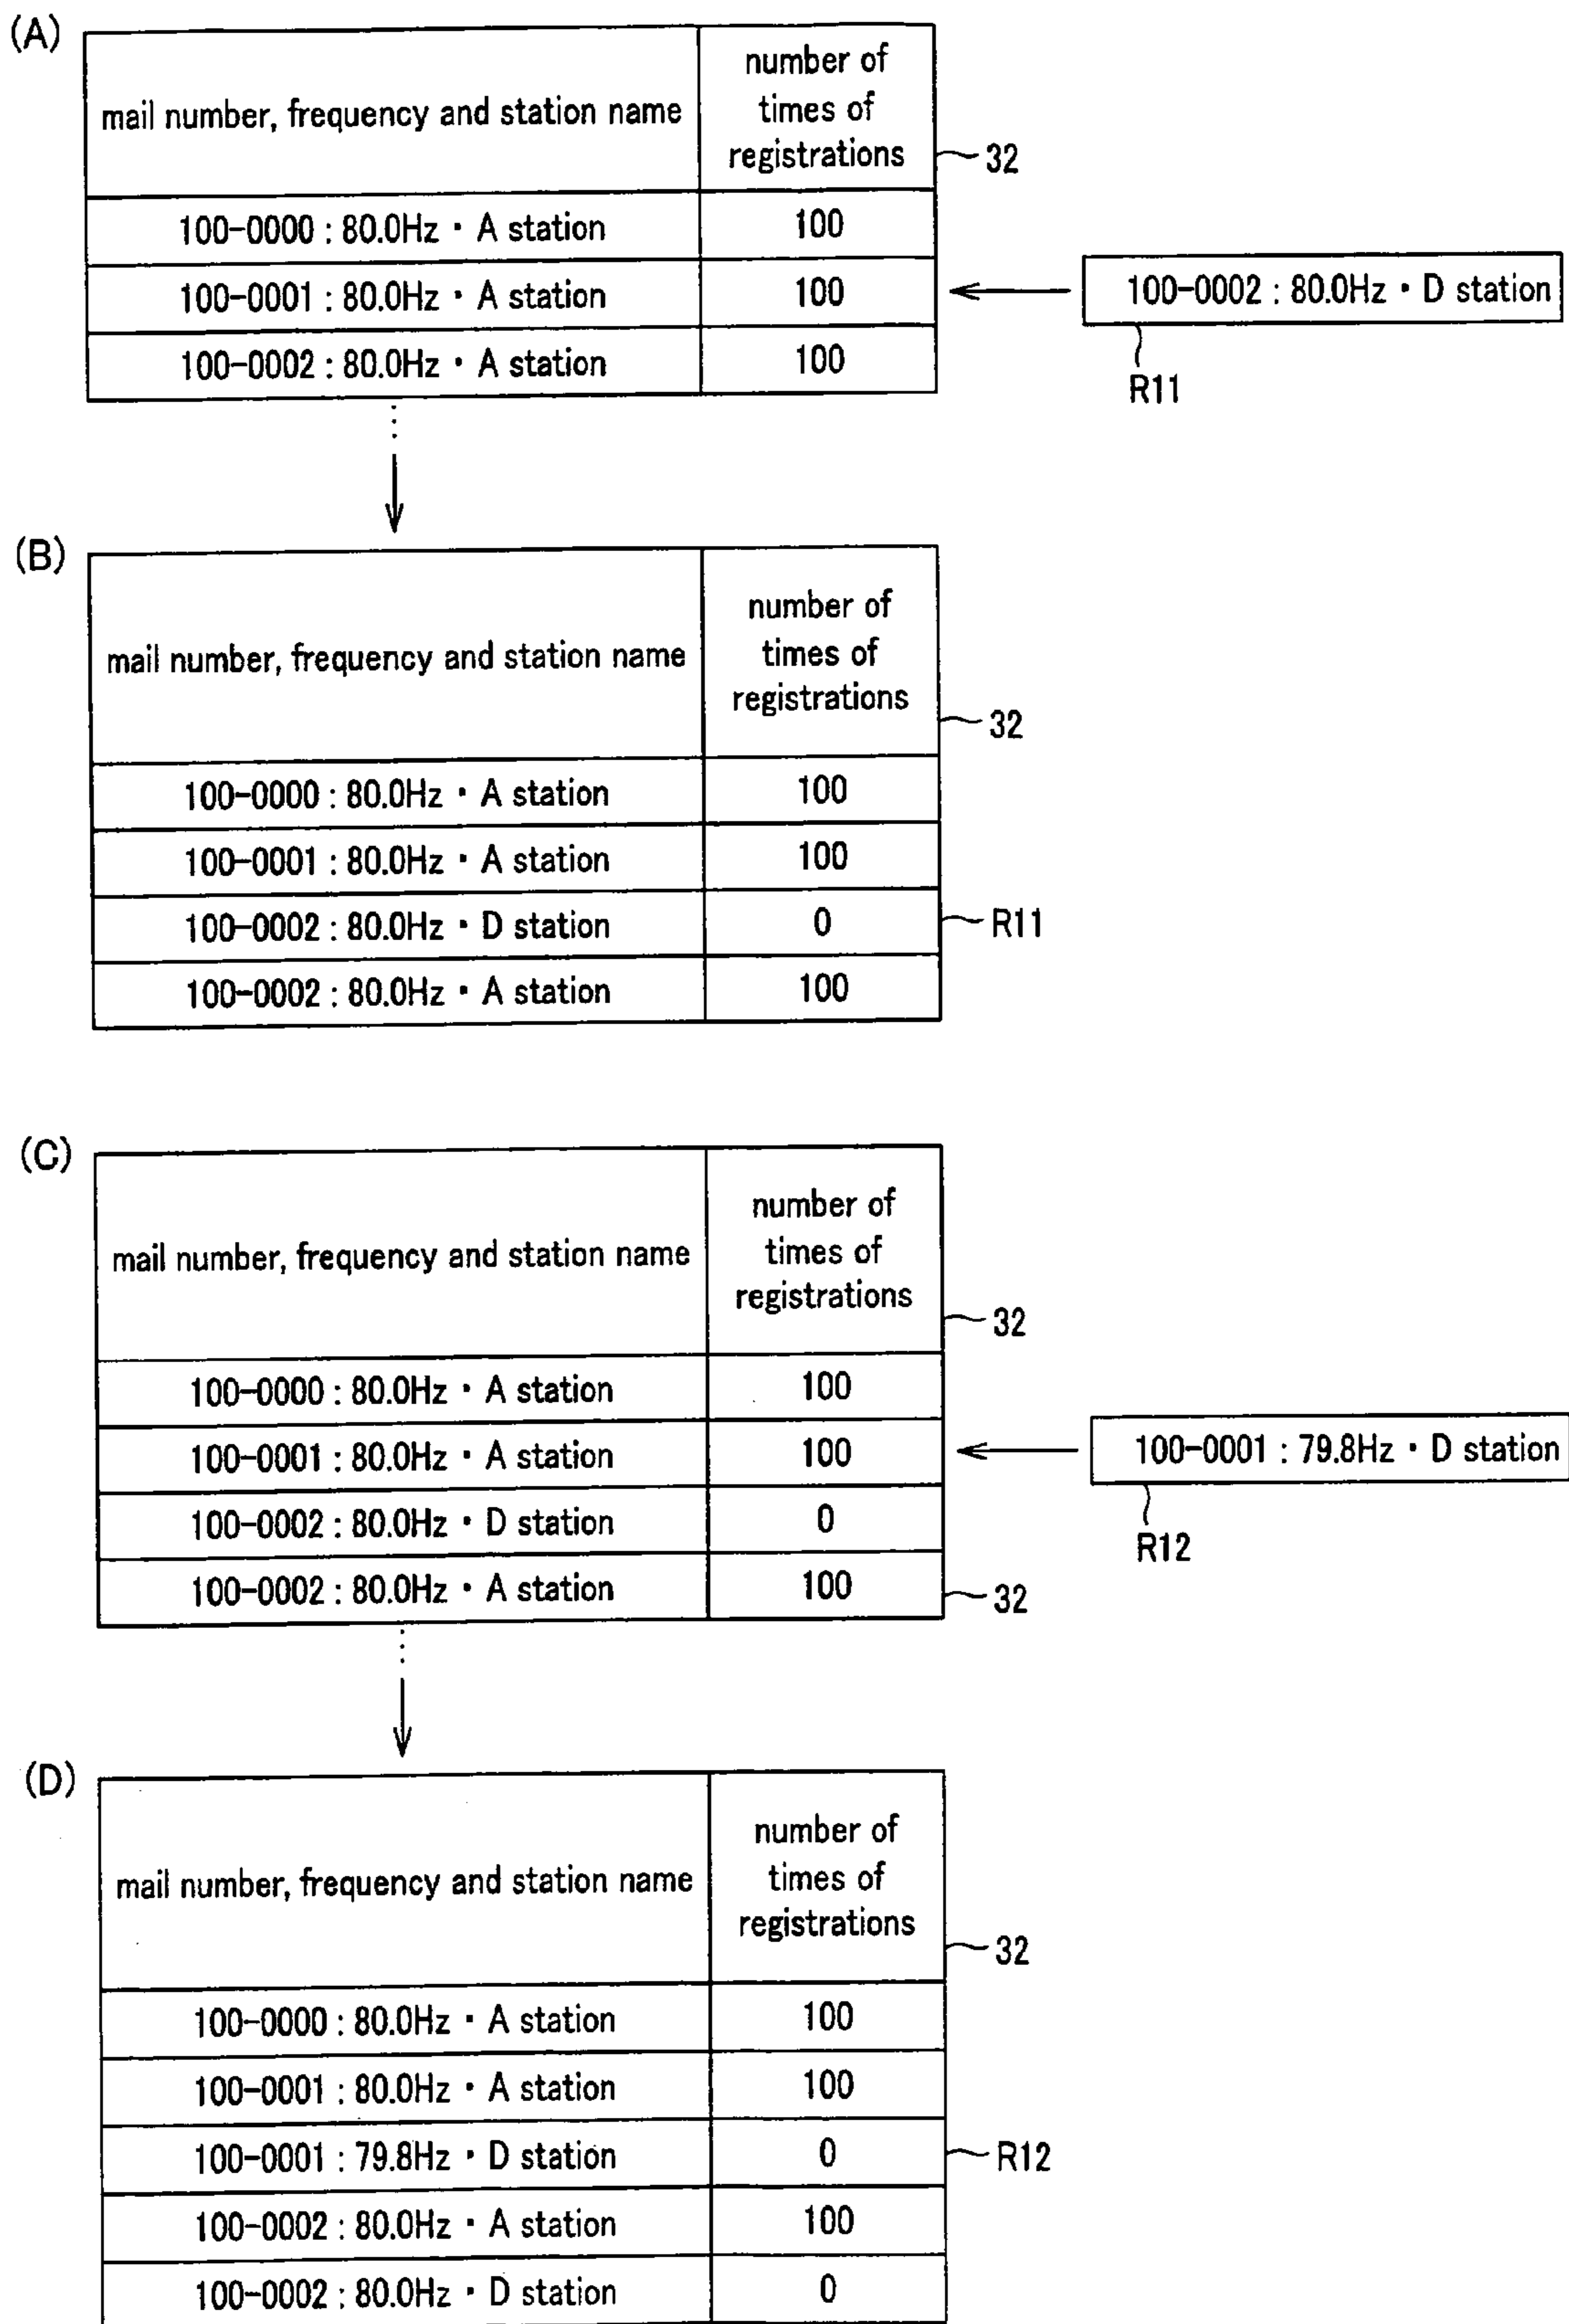 (A)
mail number, frequency and station name
number of
times of
registrations
32
100-0000 : 80.0Hz・A station 100
100-0001 : 80.0Hz・A station 100
100-0002 : 80.0Hz・A station 100
100-0002 : 80.0Hz・D station
R11
(B)
mail number, frequency and station name
number of
times of
registrations
32
100-0000 : 80.0Hz・A station 100
100-0001 : 80.0Hz・A station 100
100-0002 : 80.0Hz・D station 0 R11
100-0002 : 80.0Hz・A station 100
(C)
mail number, frequency and station name
number of
times of
registrations
32
100-0000 : 80.0Hz・A station 100
100-0001 : 80.0Hz・A station 100
100-0002 : 80.0Hz・D station 0
100-0002 : 80.0Hz・A station 100 32
100-0001 : 79.8Hz・D station
R12
(D)
mail number, frequency and station name
number of
times of
registrations
32
100-0000 : 80.0Hz・A station 100
100-0001 : 80.0Hz・A station 100
100-0001 : 79.8Hz・D station 0 R12
100-0002 : 80.0Hz・A station 100
100-0002 : 80.0Hz・D station 0